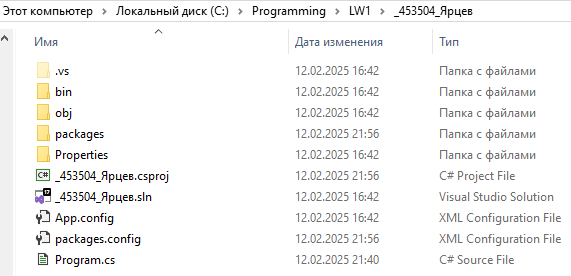 Этот компьютер > Локальный диск (C:) > Programming > LW1 > _453504_Ярцев
Имя Дата изменения Тип
.vs 12.02.2025 16:42 Папка с файлами
bin 12.02.2025 16:42 Папка с файлами
obj 12.02.2025 16:42 Папка с файлами
packages 12.02.2025 21:56 Папка с файлами
Properties 12.02.2025 16:42 Папка с файлами
C# _453504_Ярцев.csproj 12.02.2025 21:56 C# Project File
17 _453504_Ярцев.sln 12.02.2025 16:42 Visual Studio Solution
App.config 12.02.2025 16:42 XML Configuration File
packages.config 12.02.2025 21:56 XML Configuration File
Program.cs 12.02.2025 21:40 C# Source File